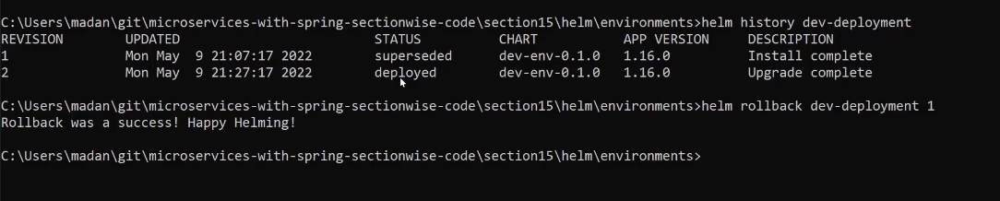 C:\Users\madan\git\microservices-with-spring-sectionwise-code\section15\helm\environments>helm history dev-deployment
REVISION        UPDATED                         STATUS          CHART           APP VERSION     DESCRIPTION
1               Mon May  9 21:07:17 2022        superseded      dev-env-0.1.0   1.16.0          Install complete
2               Mon May  9 21:27:17 2022        deployed        dev-env-0.1.0   1.16.0          Upgrade complete
C:\Users\madan\git\microservices-with-spring-sectionwise-code\section15\helm\environments>helm rollback dev-deployment 1
Rollback was a success! Happy Helming!
C:\Users\madan\git\microservices-with-spring-sectionwise-code\section15\helm\environments>